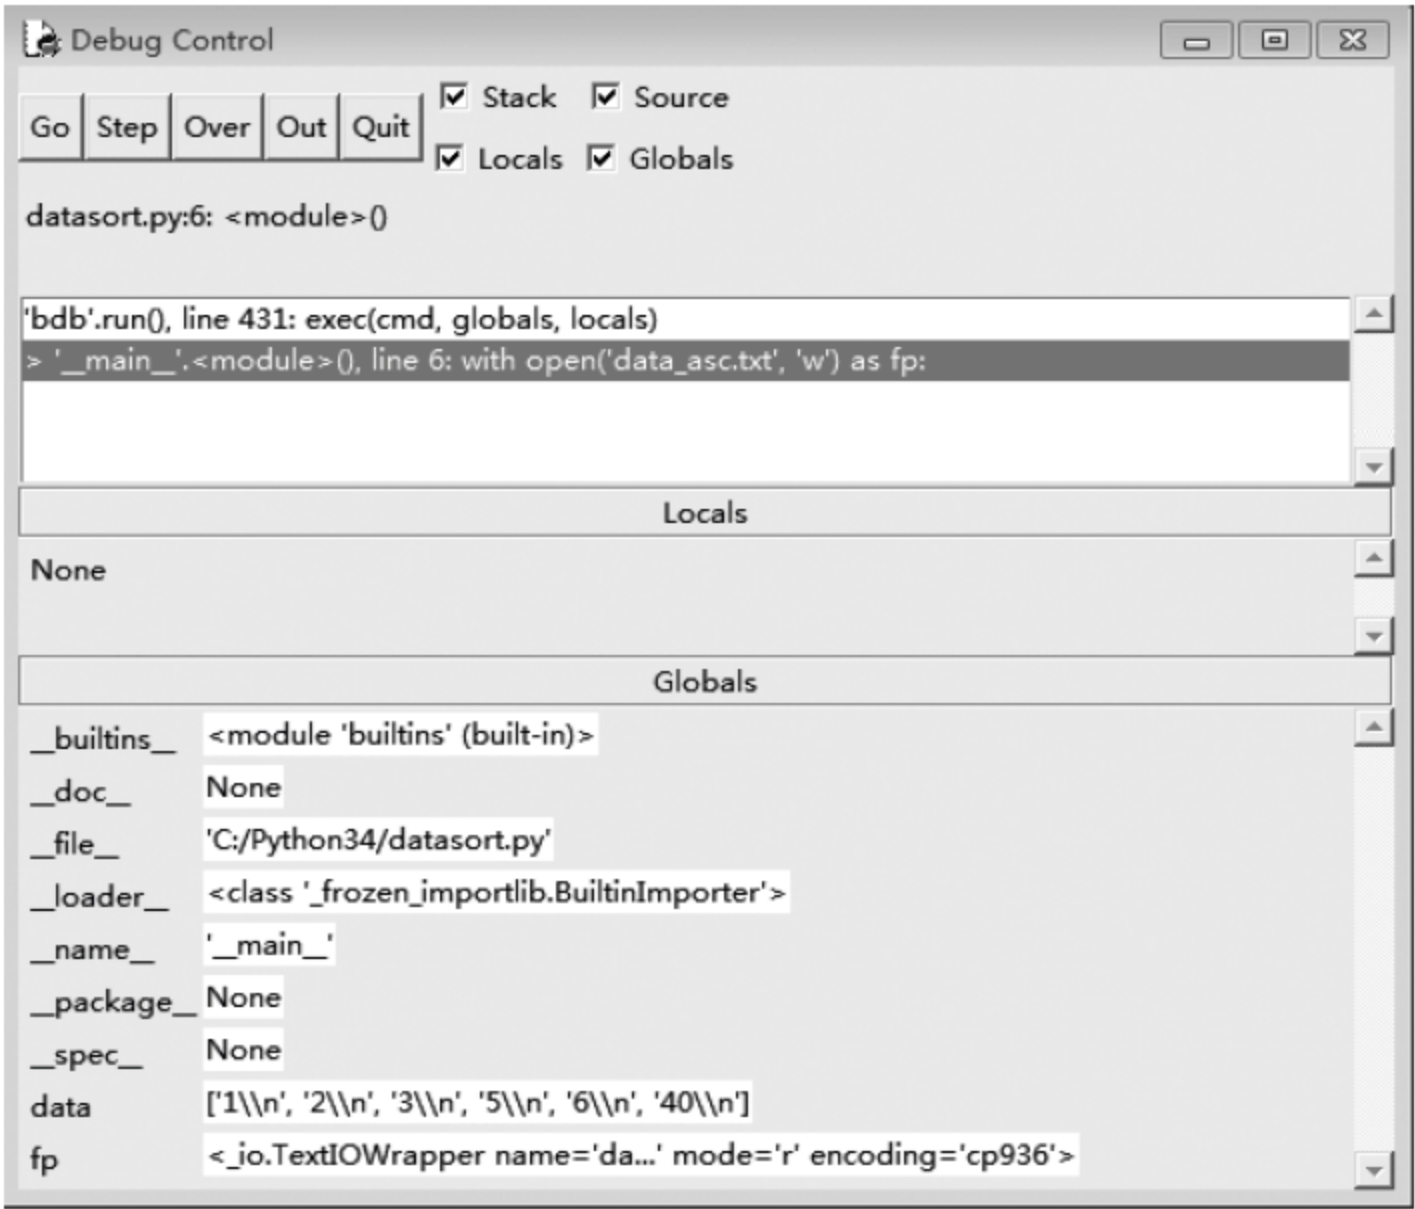 Debug Control
Go Step Over Out Quit
Stack Source
Locals Globals
datasort.py:6: <module>()
'bdb'.run(), line 431: exec(cmd, globals, locals)
> '__main__'.<module>(), line 6: with open('data_asc.txt', 'w') as fp:
Locals
None
Globals
__builtins__ <module 'builtins' (built-in)>
__doc__ None
__file__ 'C:/Python34/datasort.py'
__loader__ <class '_frozen_importlib.BuiltinImporter'>
__name__ '__main__'
__package__ None
__spec__ None
data ['1\\n', '2\\n', '3\\n', '5\\n', '6\\n', '40\\n']
fp <_io.TextIOWrapper name='da...' mode='r' encoding='cp936'>